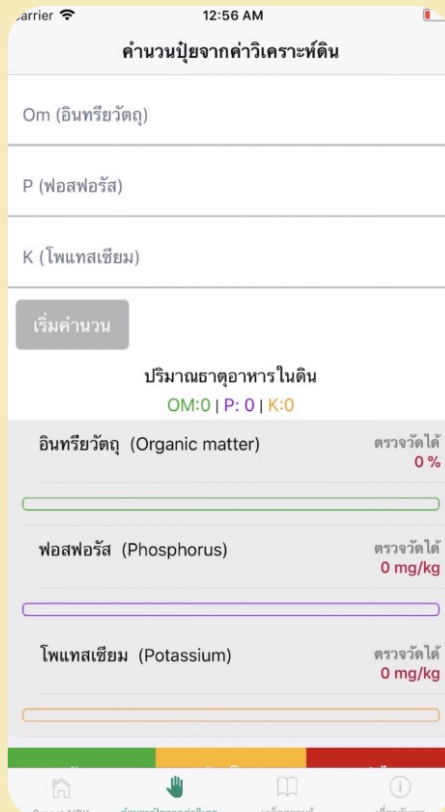 12:56 AM
คำนวนปุ๋ยจากค่าวิเคราะห์ดิน
Om (อินทรียวัตถุ)
P (ฟอสฟอรัส)
K (โพแทสเซียม)
เริ่มคำนวน
ปริมาณธาตุอาหารในดิน
OM:0 | P: 0 | K:0
อินทรียวัตถุ (Organic matter)
ตรวจวัดได้
0 %
ฟอสฟอรัส (Phosphorus)
ตรวจวัดได้
0 mg/kg
โพแทสเซียม (Potassium)
ตรวจวัดได้
0 mg/kg